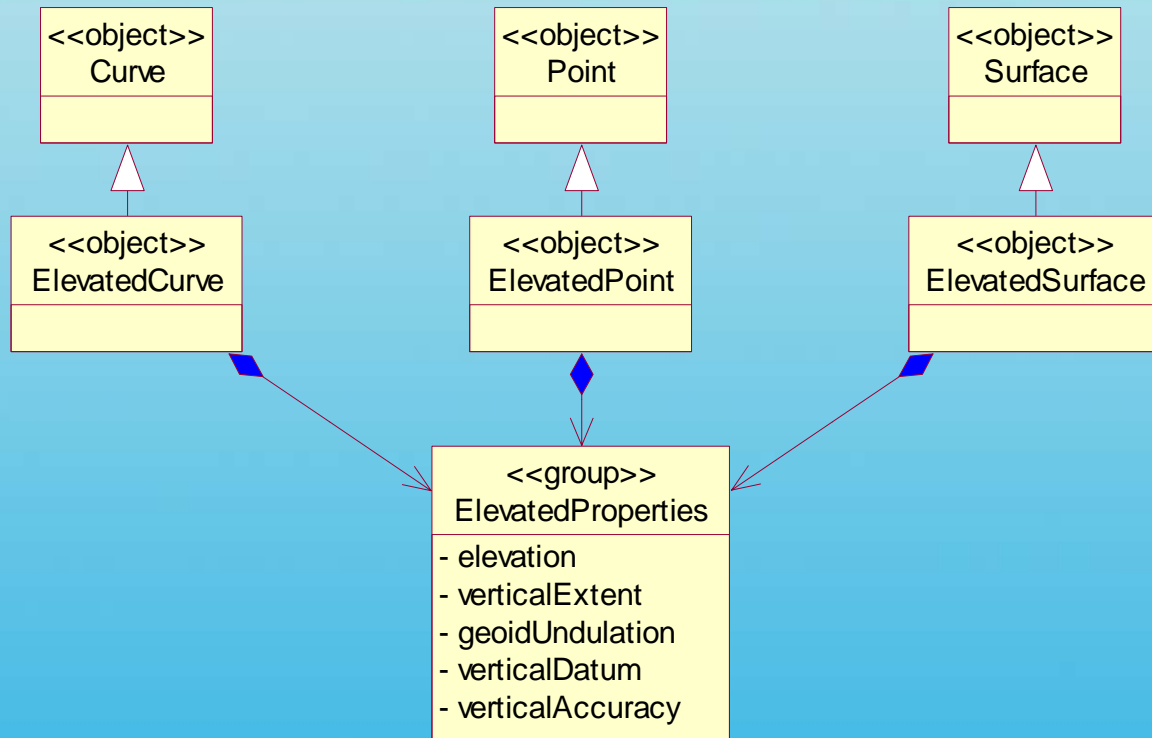 <<object>>
Curve
<<object>>
Point
<<object>>
Surface
<<object>>
ElevatedCurve
<<object>>
ElevatedPoint
<<object>>
ElevatedSurface
<<group>>
ElevatedProperties
- elevation
- verticalExtent
- geoidUndulation
- verticalDatum
- verticalAccuracy